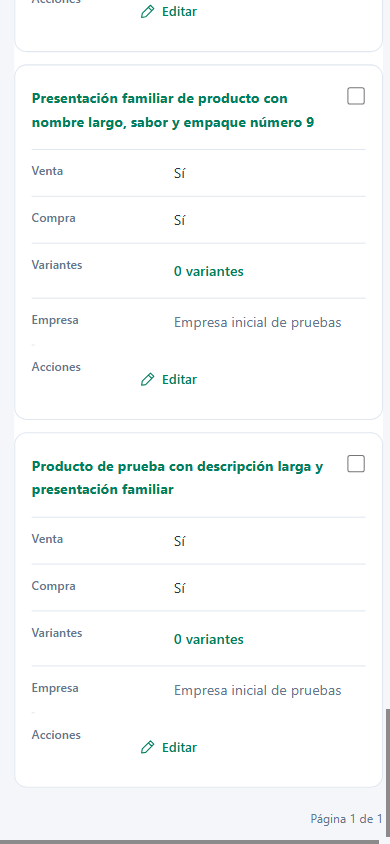 Acciones
Editar
Presentación familiar de producto con
nombre largo, sabor y empaque número 9
Venta
Sí
Compra
Sí
Variantes
0 variantes
Empresa
Empresa inicial de pruebas
Acciones
Editar
Producto de prueba con descripción larga y
presentación familiar
Venta
Sí
Compra
Sí
Variantes
0 variantes
Empresa
Empresa inicial de pruebas
Acciones
Editar
Página 1 de 1